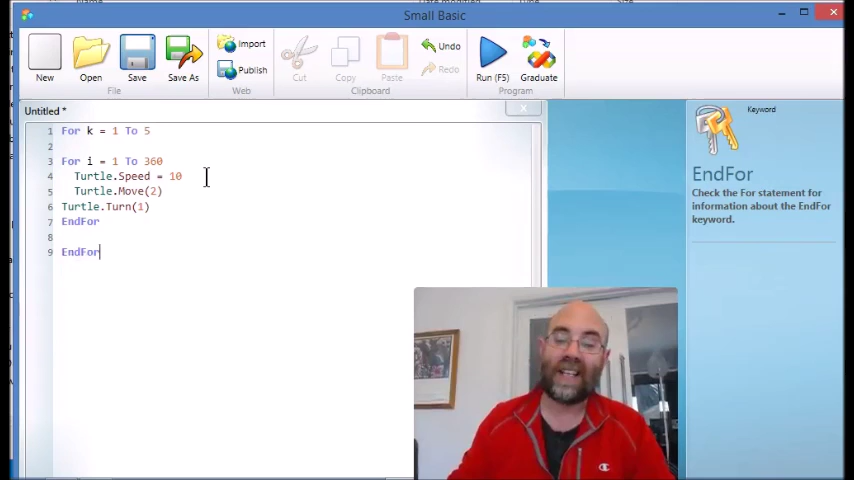 Small Basic
New
Open
Save
Save As
Import
Publish
Cut
Copy
Paste
Undo
Redo
Run (F5)
Graduate
File
Web
Clipboard
Program
Untitled *
1 For k = 1 To 5
2
3 For i = 1 To 360
4 Turtle.Speed = 10
5 Turtle.Move(2)
6 Turtle.Turn(1)
7 EndFor
8
9 EndFor
Keyword
EndFor
Check the For statement for
information about the EndFor
keyword.